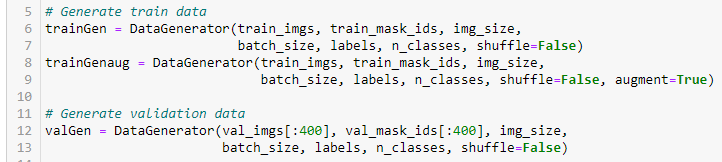 5 # Generate train data
6 trainGen = DataGenerator(train_imgs, train_mask_ids, img_size,
7 batch_size, labels, n_classes, shuffle=False)
8 trainGenaug = DataGenerator(train_imgs, train_mask_ids, img_size,
9 batch_size, labels, n_classes, shuffle=False, augment=True)
10
11 # Generate validation data
12 valGen = DataGenerator(val_imgs[:400], val_mask_ids[:400], img_size,
13 batch_size, labels, n_classes, shuffle=False)